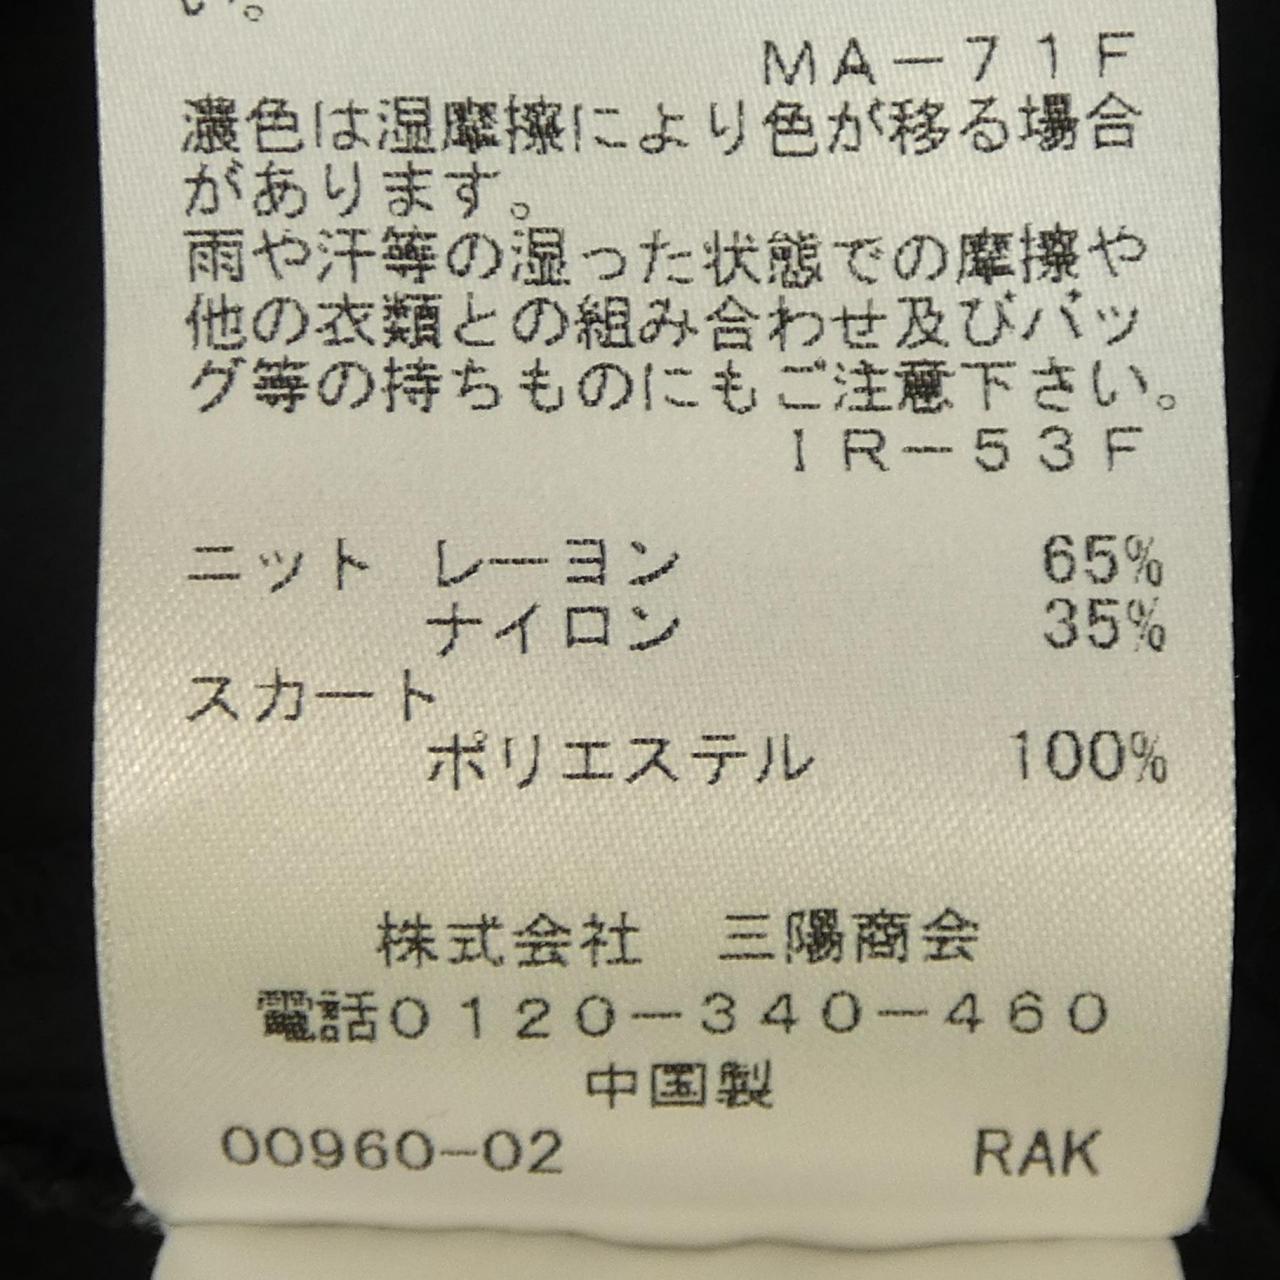 い。
ＭＡ－７１Ｆ
濃色は湿摩擦により色が移る場合
があります。
雨や汗等の湿った状態での摩擦や
他の衣類との組み合わせ及びバッ
グ等の持ちものにもご注意下さい。
ＩＲ－５３Ｆ
ニット レーヨン 65%
ナイロン 35%
スカート
ポリエステル 100%
株式会社 三陽商会
電話０１２０－３４０－４６０
中国製
00960-02 RAK